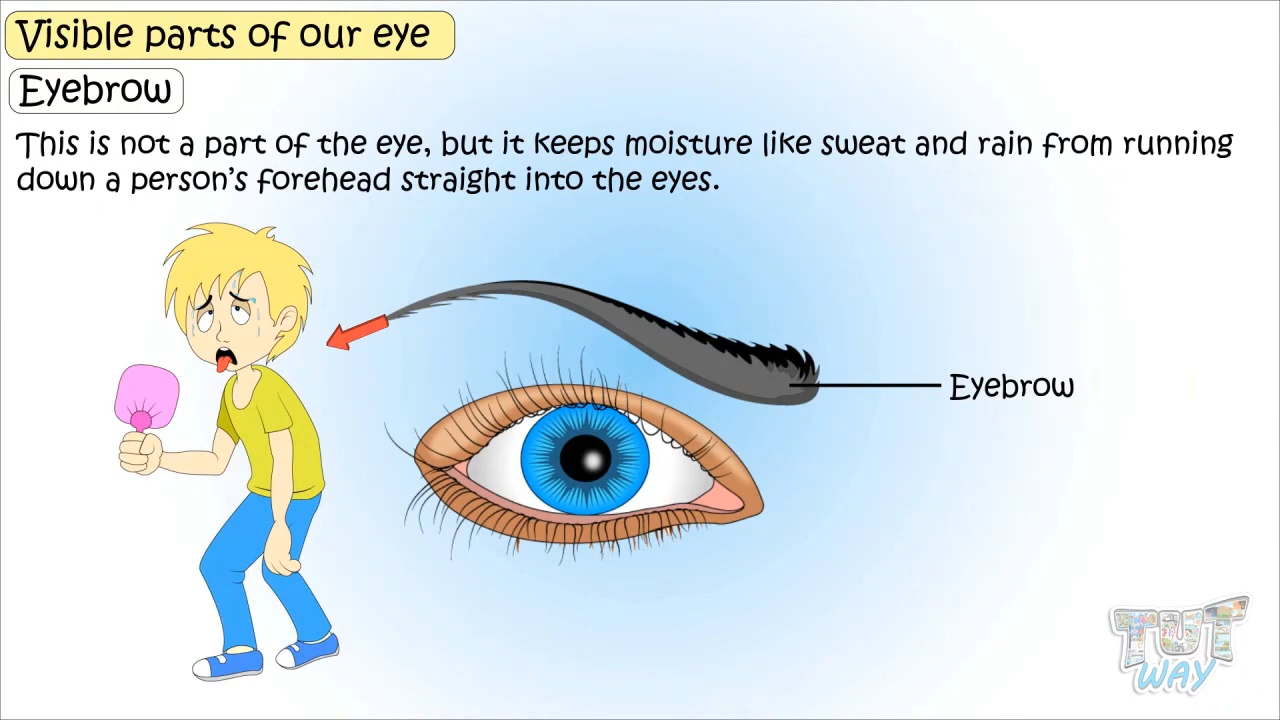 Visible parts of our eye
Eyebrow
This is not a part of the eye, but it keeps moisture like sweat and rain from running
down a person's forehead straight into the eyes.
Eyebrow
TUT
WAY